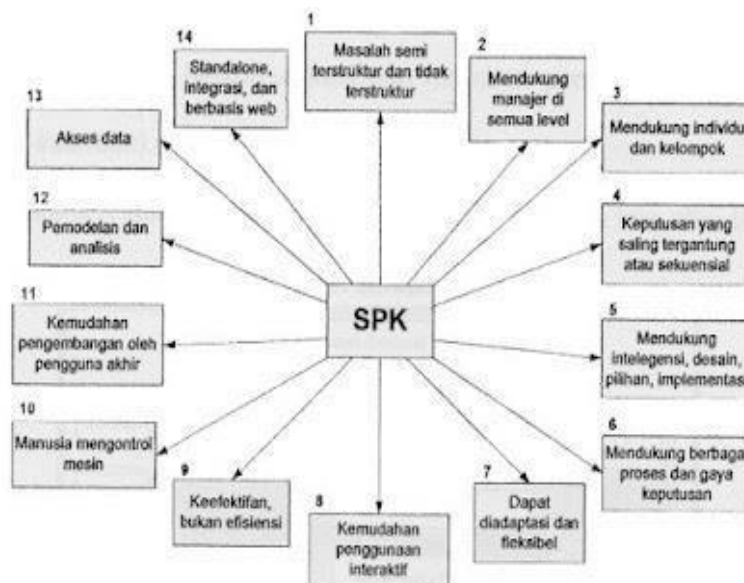 1
Masalah semi
terstruktur dan tidak
terstruktur
2
Mendukung
manajer di
semua level
3
Mendukung individu
dan kelompok
4
Keputusan yang
saling tergantung
atau sekuensial
5
Mendukung
intelegensi, desain,
pilihan, implementasi
6
Mendukung berbagai
proses dan gaya
keputusan
7
Dapat
diadaptasi dan
fleksibel
8
Kemudahan
penggunaan
interaktif
9
Keefektifan,
bukan efisiensi
10
Manusia mengontrol
mesin
11
Kemudahan
pengembangan oleh
pengguna akhir
12
Pemodelan dan
analisis
13
Akses data
14
Standalone,
integrasi, dan
berbasis web
SPK